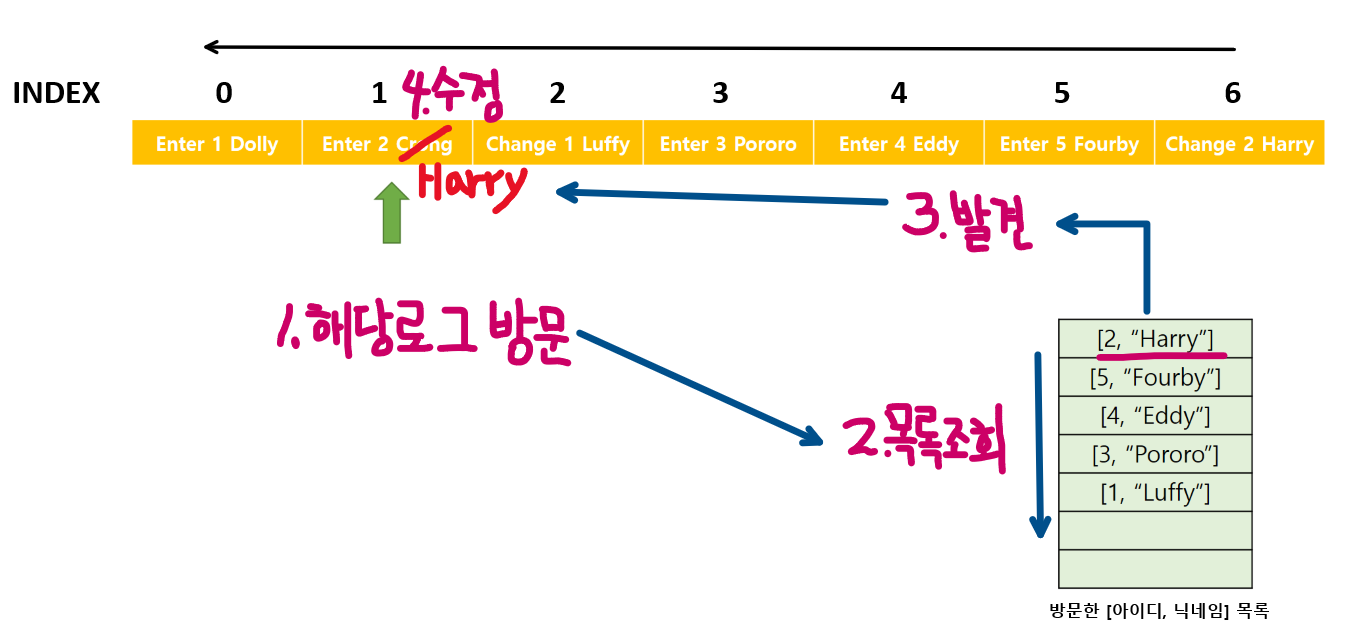 INDEX 0 1 4.수정 2 3 4 5 6
Enter 1 Dolly Enter 2 Crong Change 1 Luffy Enter 3 Pororo Enter 4 Eddy Enter 5 Fourby Change 2 Harry
Harry
3.발견
1.해당로그 방문
2.목록조회
[2, “Harry”]
[5, “Fourby”]
[4, “Eddy”]
[3, “Pororo”]
[1, “Luffy”]
방문한 [아이디, 닉네임] 목록